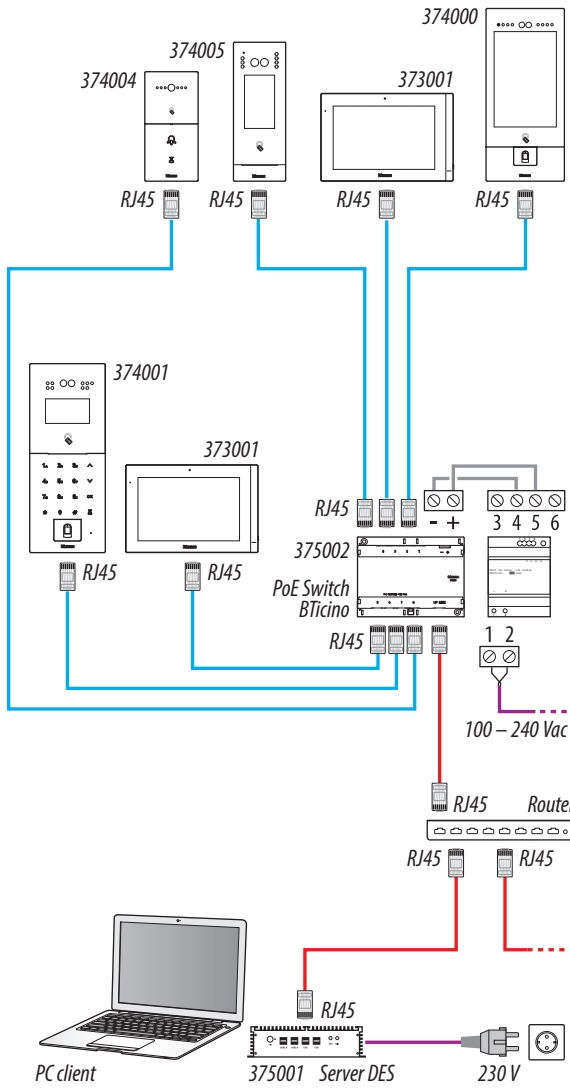 374000
374005
374004
373001
RJ45
RJ45
RJ45
RJ45
374001
373001
RJ45
- +
3 4 5 6
375002
PoE Switch
BTicino
RJ45
RJ45
RJ45
1 2
100 – 240 Vac
RJ45
Router
RJ45
RJ45
RJ45
PC client
375001
Server DES
230 V